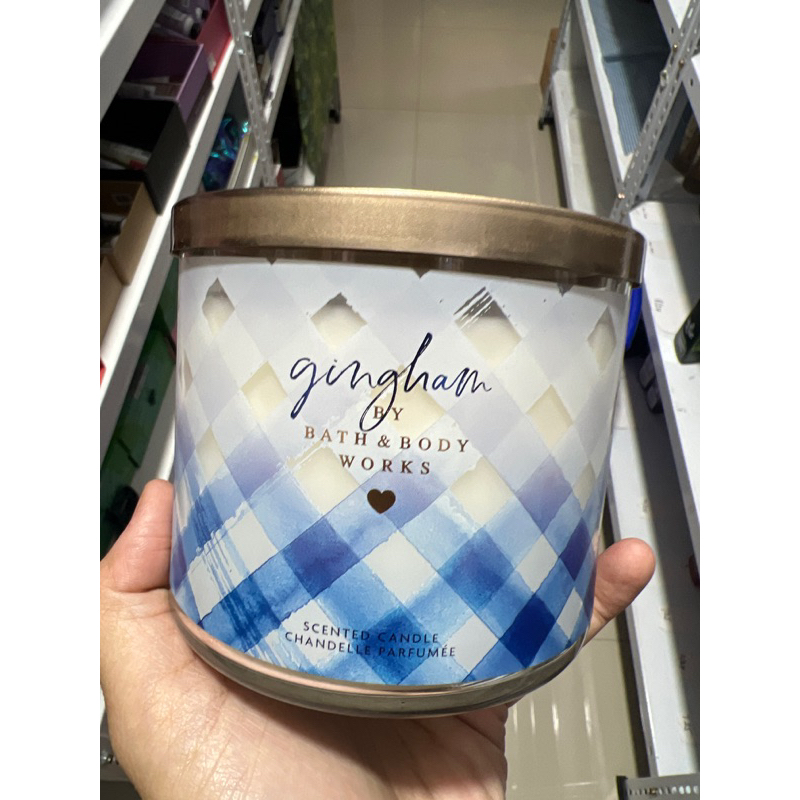 gingham
BY
BATH & BODY
WORKS
SCENTED CANDLE
CHANDELLE PARFUMÉE